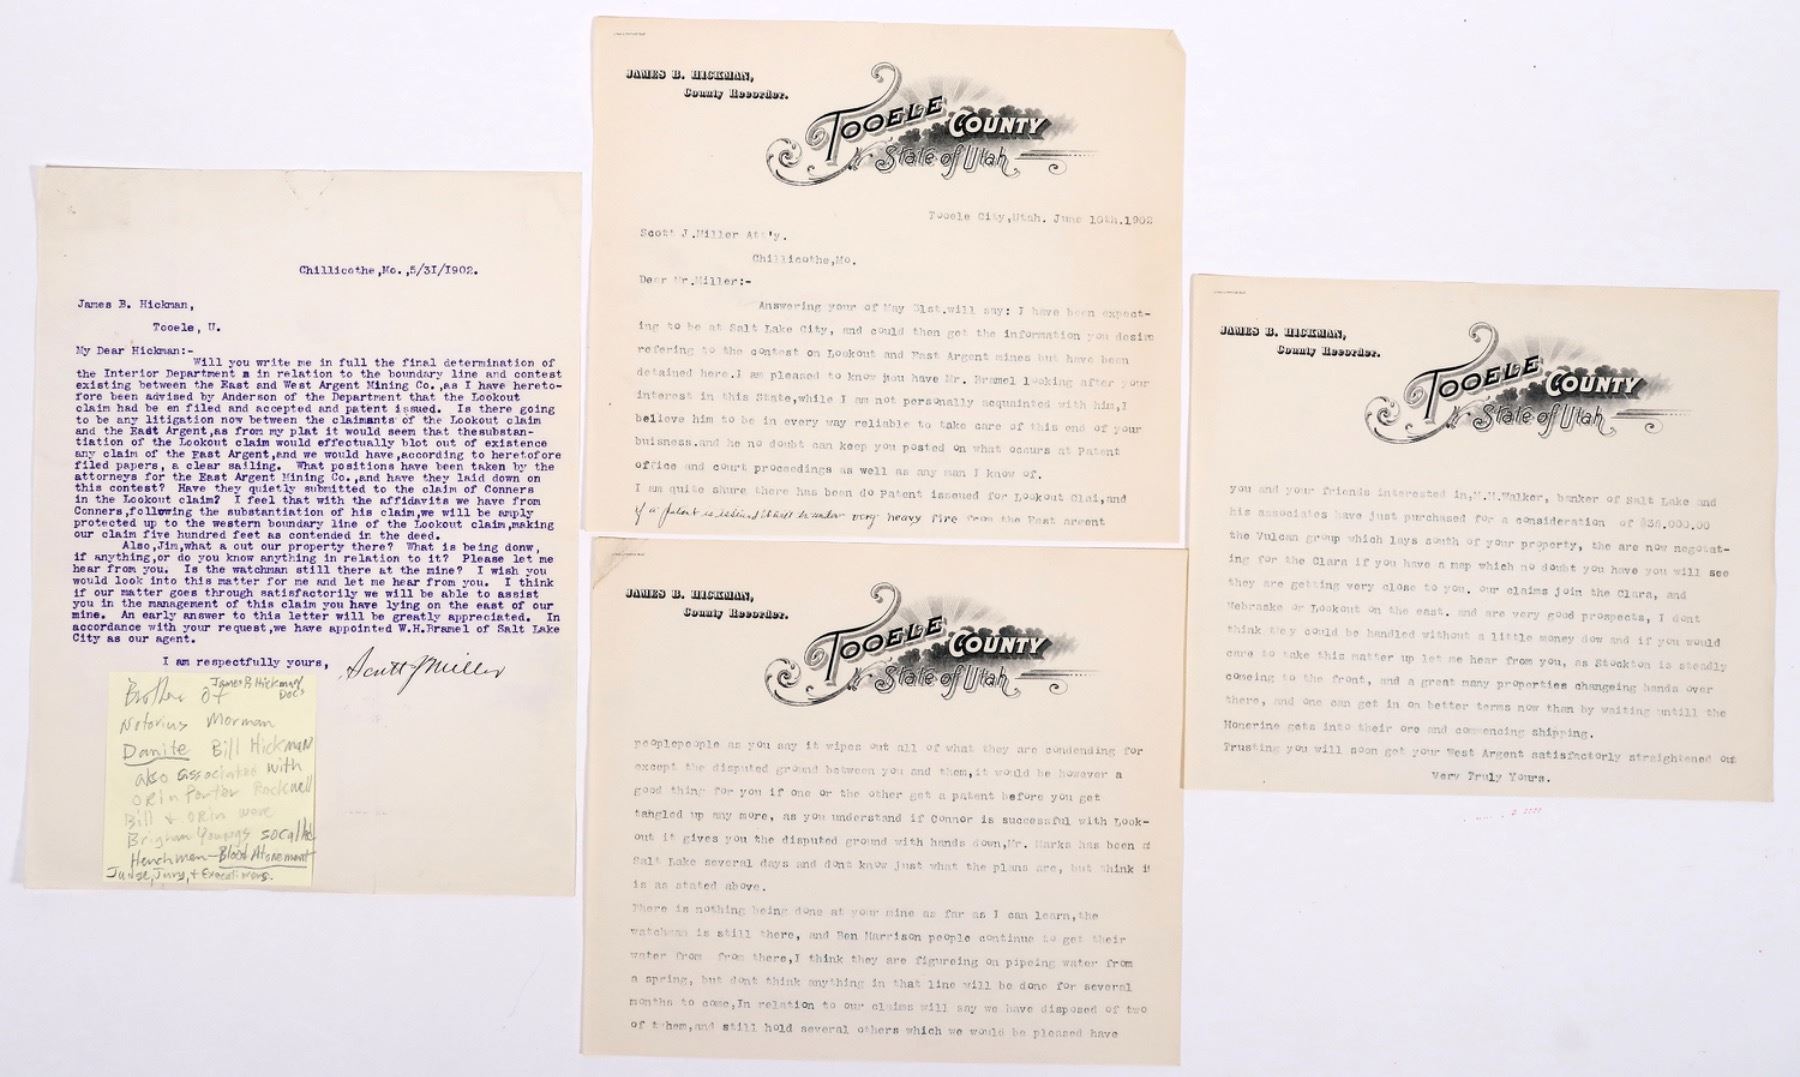 Chillicothe,Mo.,5/31/1902.
James B. Hickman,
Tooele, U.
My Dear Hickman:-
Will you write me in full the final determination of
the Interior Department in relation to the boundary line and contest
existing between the East and West Argent Mining Co.,as I have hereto-
fore been advised by Anderson of the Department that the Lookout
claim had be en filed and accepted and patent issued. Is there going
to be any litigation now between the claimants of the Lookout claim
and the East Argent,as from my plat it would seem that thesubstan-
tiation of the Lookout claim would effectually blot out of existence
any claim of the East Argent,and we would have,according to heretofore
filed papers, a clear sailing. What positions have been taken by the
attorneys for the East Argent Mining Co.,and have they laid down on
this contest? Have they quietly submitted to the claim of Conners
in the Lookout claim? I feel that with the affidavits we have from
Conners,following the substantiation of his claim,we will be amply
protected up to the western boundary line of the Lookout claim,making
our claim five hundred feet as contended in the deed.
Also,Jim,what a out our property there? What is being donw,
if anything,or do you know anything in relation to it? Please let me
hear from you. Is the watchman still there at the mine? I wish you
would look into this matter for me and let me hear from you. I think
if our matter goes through satisfactorily we will be able to assist
you in the management of this claim you have lying on the east of our
mine. An early answer to this letter will be greatly appreciated. In
accordance with your request,we have appointed W.H.Bramel of Salt Lake
City as our agent.
I am respectfully yours,
Scott J Miller
James B Hickman
Docs
Brother of
Notorius Morman
Danite Bill Hickman
also associated with
ORin Porter Rockwell
Bill + ORin were
Brigham Youngs socalled
Henchmen-Blood Atonement
Judge, Jury, + Executioners.
JAMES B. HICKMAN,
County Recorder.
TOOELE COUNTY
State of Utah
Tooele City,Utah. June 10th.1902
Scott J.Miller Att'y.
Chillicothe,Mo.
Dear Mr.Miller:-
Answering your of May 31st.will say: I have been expect-
ing to be at Salt Lake City, and could then get the information you desire
refering to the contest on Lookout and East Argent mines but have been
detained here.I am pleased to know you have Mr. Bramel looking after your
interest in this State,while I am not personally acquainted with him,I
believe him to be in every way reliable to take care of this end of your
buisness.and he no doubt can keep you posted on what occurs at Patent
office and court proceedings as well as any man I know of.
I am quite shure there has been do Patent issued for Lookout Clai,and
if a patent is issued it will be under very heavy fire from the East argent
JAMES B. HICKMAN,
County Recorder.
TOOELE COUNTY
State of Utah
peoplepeople as you say it wipes out all of what they are condending for
except the disputed ground between you and them,it would be however a
good thing for you if one or the other get a patent before you get
tangled up any more, as you understand if Connor is successful with Look-
out it gives you the disputed ground with hands down,Mr. Marks has been
Salt Lake several days and dont know just what the plans are, but think i
is as stated above.
There is nothing being done at your mine as far as I can learn,the
watchman is still there, and Ben Harrison people continue to get their
water from from there,I think they are figureing on pipeing water from
a spring, but dont think anything in that line will be done for several
months to come,In relation to our claims will say we have disposed of two
of them,and still hold several others which we would be pleased have
JAMES B. HICKMAN,
County Recorder.
TOOELE COUNTY
State of Utah
you and your friends interested in,M.H.Walker, banker of Salt Lake and
his associates have just purchased for a consideration of $35,000.00
the Vulcan group which lays south of your property, the are now negotat-
ing for the Clara if you have a map which no doubt you have you will see
they are getting very close to you. our claims join the Clara, and
Nebraske or Lookout on the east. and are very good prospects, I dont
think they could be handled without a little money dow and if you would
care to take this matter up let me hear from you, as Stockton is steadly
comeing to the front, and a great many properties changeing hands over
there, and one can get in on better terms now than by waiting untill the
Honerine gets into their ore and commencing shipping.
Trusting you will soon get your West Argent satisfactorly straightened out
Very Truly Yours.